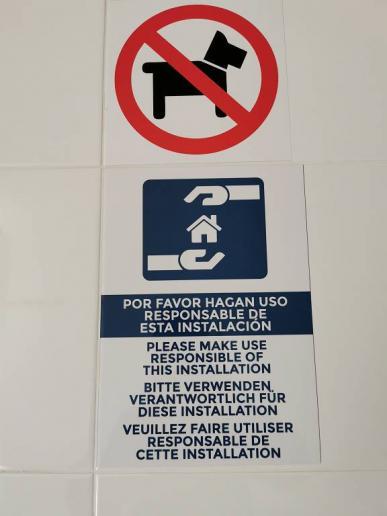 POR FAVOR HAGAN USO
RESPONSABLE DE
ESTA INSTALACIÓN
PLEASE MAKE USE
RESPONSIBLE OF
THIS INSTALLATION
BITTE VERWENDEN
VERANTWORTLICH FÜR
DIESE INSTALLATION
VEUILLEZ FAIRE UTILISER
RESPONSABLE DE
CETTE INSTALLATION